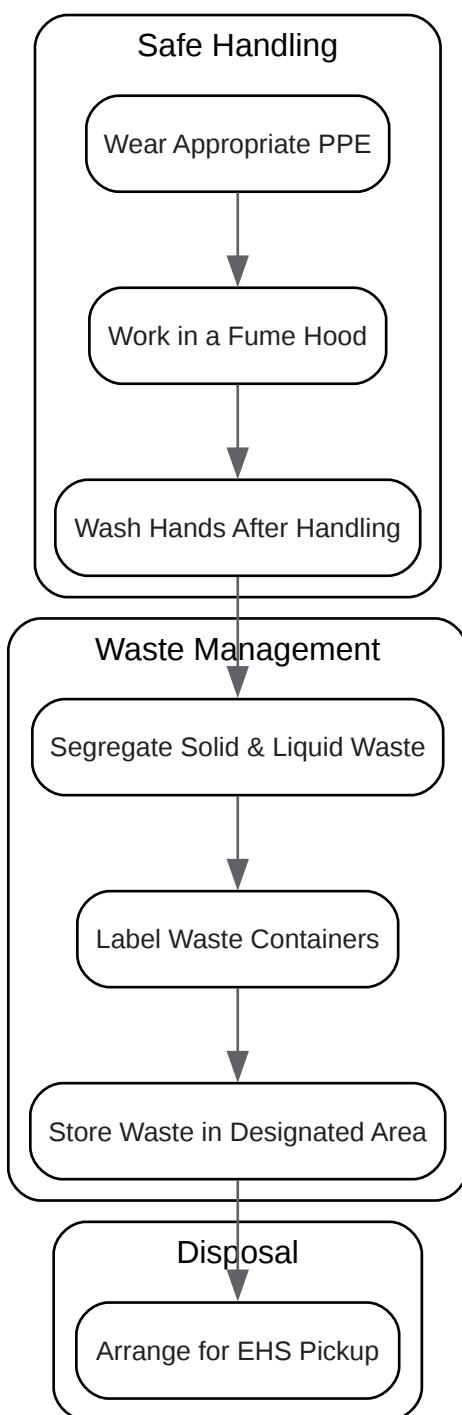 Safe Handling
Wear Appropriate PPE
Work in a Fume Hood
Wash Hands After Handling
Waste Management
Segregate Solid & Liquid Waste
Label Waste Containers
Store Waste in Designated Area
Disposal
Arrange for EHS Pickup